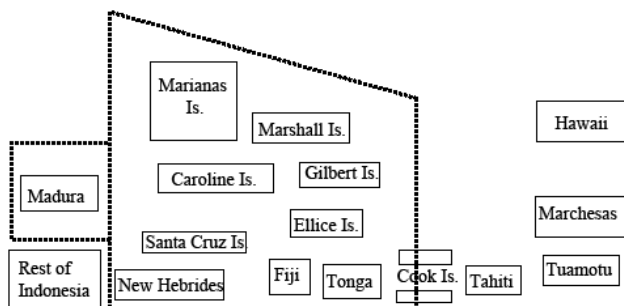 Marianas
Is.
Marshall Is.
Hawaii
Caroline Is.
Gilbert Is.
Madura
Marchesas
Ellice Is.
Santa Cruz Is.
Rest of
Indonesia
New Hebrides
Fiji
Tonga
Cook Is.
Tahiti
Tuamotu